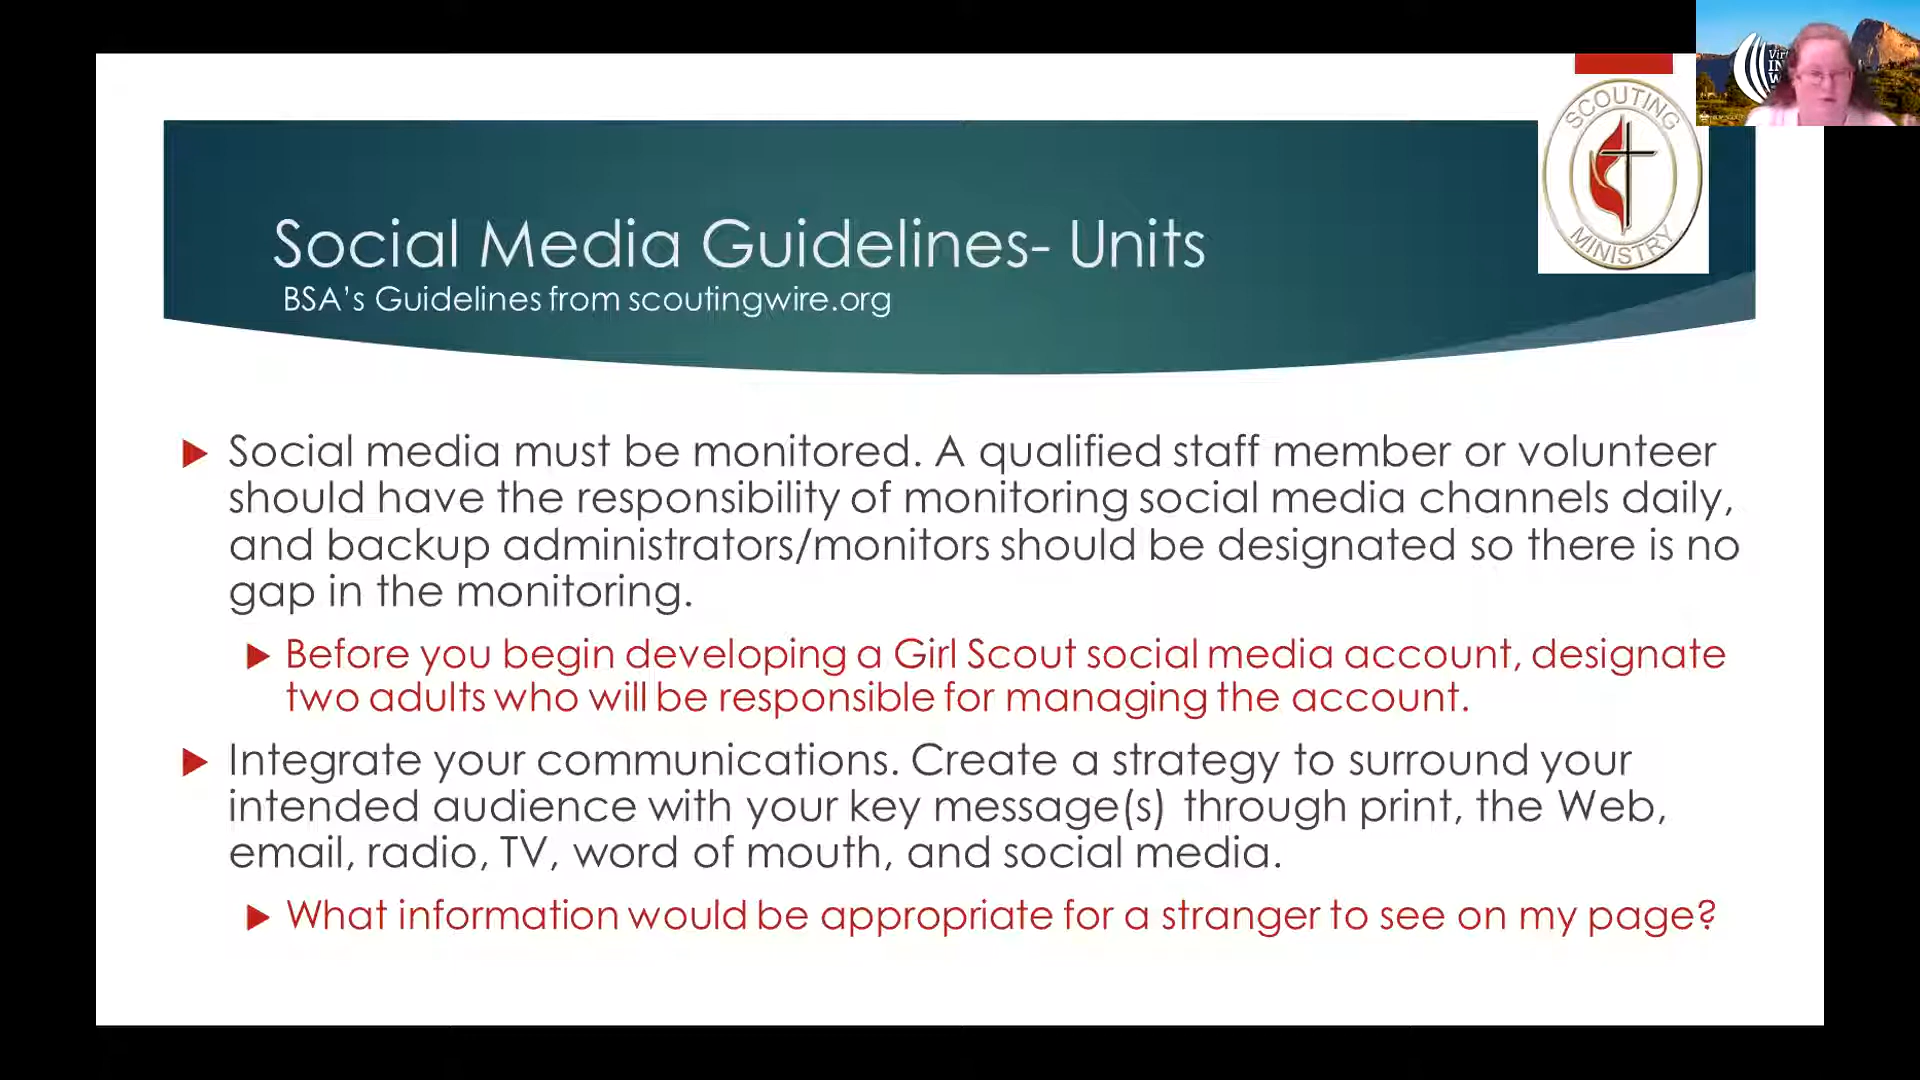 SCOUTING
MINISTRY
Social Media Guidelines- Units
BSA's Guidelines from scoutingwire.org
Social media must be monitored. A qualified staff member or volunteer
should have the responsibility of monitoring social media channels daily,
and backup administrators/monitors should be designated so there is no
gap in the monitoring.
Before you begin developing a Girl Scout social media account, designate
two adults who will be responsible for managing the account.
Integrate your communications. Create a strategy to surround your
intended audience with your key message(s) through print, the Web,
email, radio, TV, word of mouth, and social media.
What information would be appropriate for a stranger to see on my page?